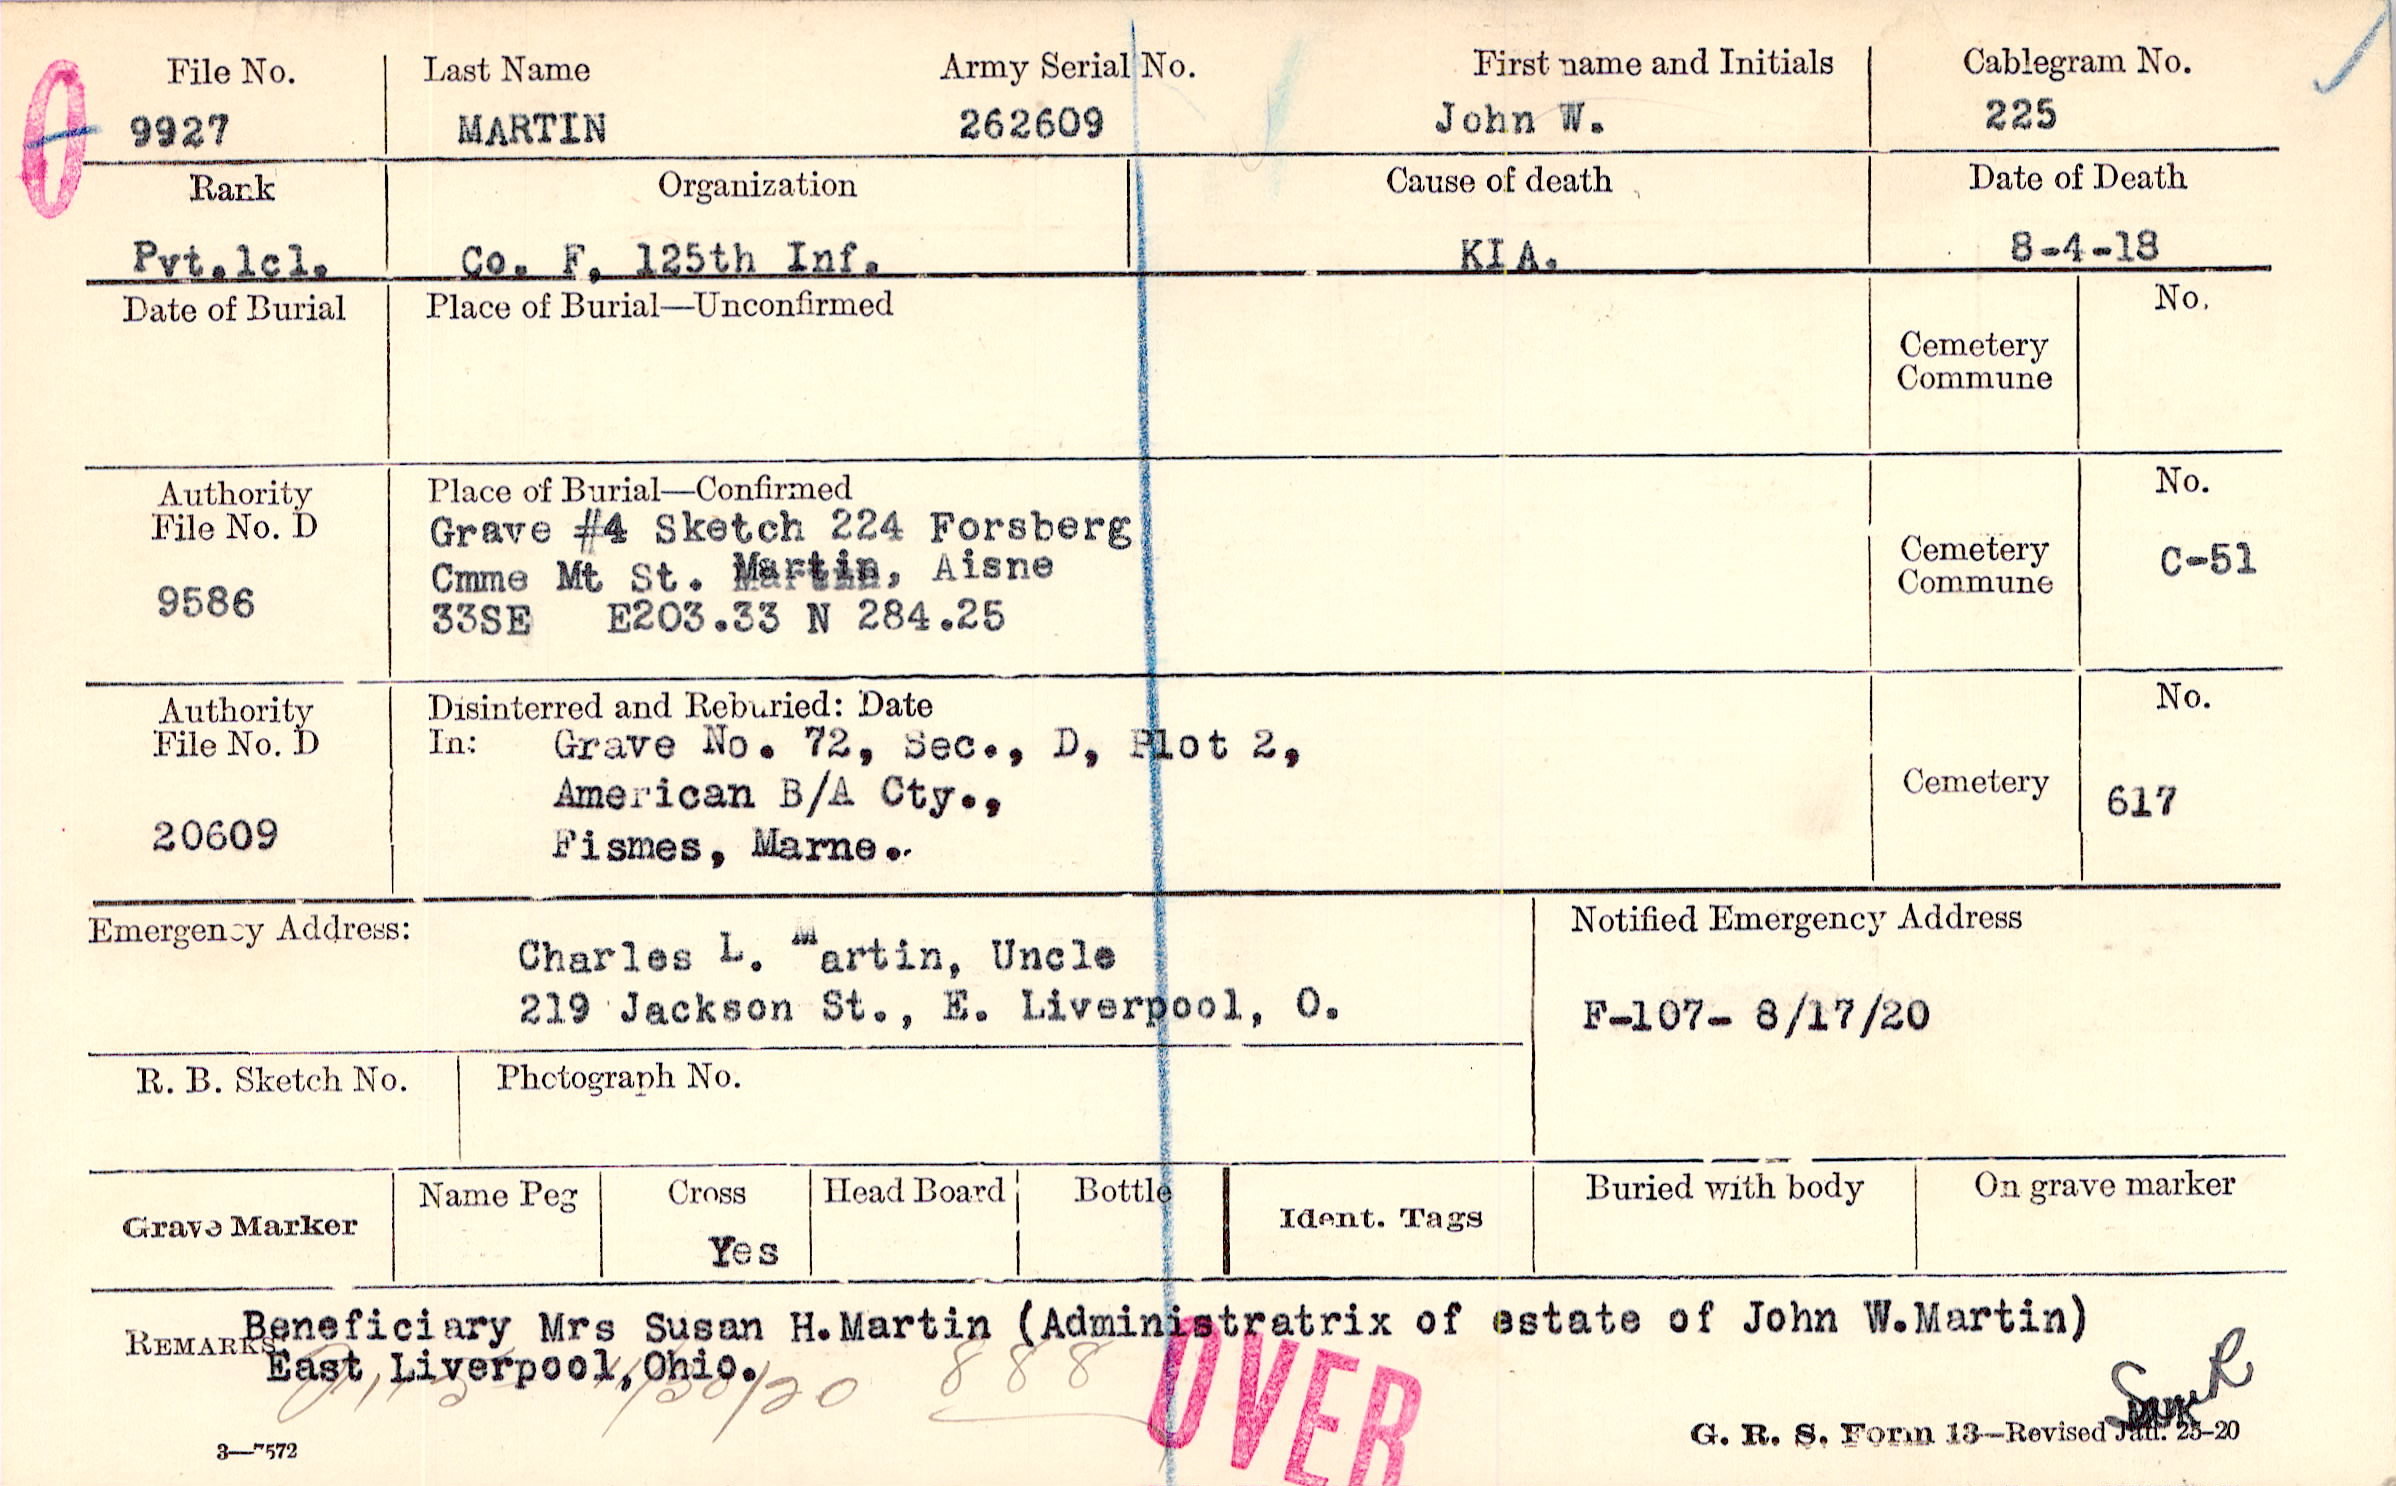 File No. Last Name Army Serial No. First name and Initials Cablegram No.
9927 MARTIN 262609 John W. 225
Rank Organization Cause of death Date of Death
Pvt.1cl. Co. F, 125th Inf. KIA. 8-4-18
Date of Burial Place of Burial—Unconfirmed No.
Cemetery
Commune
Authority Place of Burial—Confirmed No.
File No. D Grave #4 Sketch 224 Forsberg
Cmme Mt St. Martin, Aisne Cemetery C-51
9586 33SE E203.33 N 284.25 Commune
Authority Disinterred and Reburied: Date No.
File No. D In: Grave No. 72, Sec., D, Plot 2,
American B/A Cty., Cemetery 617
20609 Fismes, Marne..
Emergency Address: Notified Emergency Address
Charles L. Martin, Uncle
219 Jackson St., E. Liverpool, O. F-107- 8/17/20
R. B. Sketch No. Photograph No.
Grave Marker Name Peg Cross Head Board Bottle Ident. Tags Buried with body On grave marker
Yes
REMARKS Beneficiary Mrs Susan H.Martin (Administratrix of estate of John W.Martin)
East Liverpool,Ohio.
888
OVER
3—7572 G. R. S. Form 13—Revised Jan. 25-20